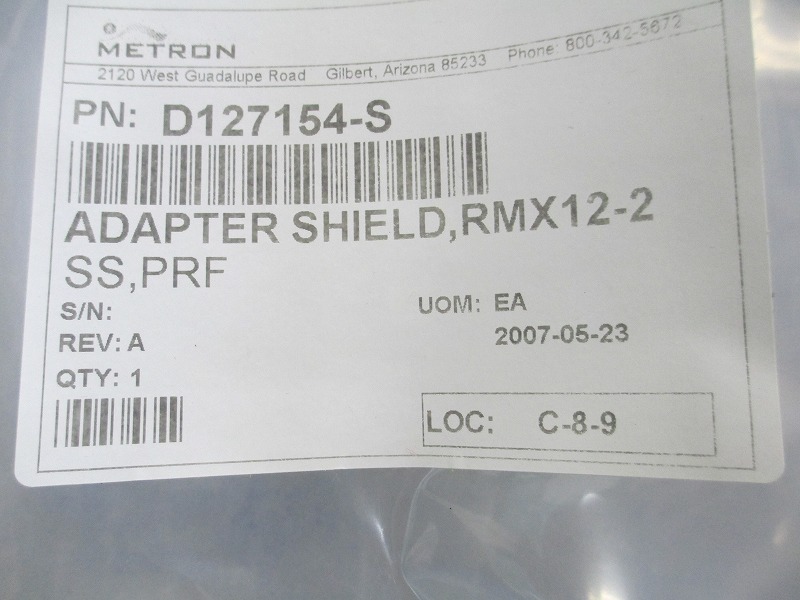 METRON
2120 West Guadalupe Road Gilbert, Arizona 85233 Phone: 800-342-5672
PN: D127154-S
ADAPTER SHIELD,RMX12-2
SS,PRF
S/N:
UOM: EA
REV: A
2007-05-23
QTY: 1
LOC: C-8-9